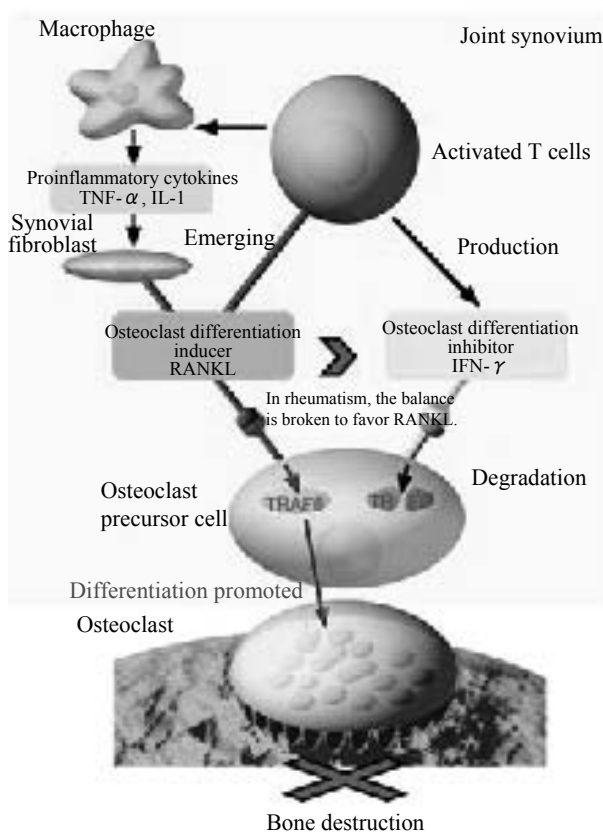 Macrophage
Joint synovium
Activated T cells
Proinflammatory cytokines
TNF-α, IL-1
Synovial
fibroblast
Emerging
Production
Osteoclast differentiation
inducer
RANKL
Osteoclast differentiation
inhibitor
IFN-γ
In rheumatism, the balance
is broken to favor RANKL.
Degradation
Osteoclast
precursor cell
TRAF6
Differentiation promoted
Osteoclast
Bone destruction